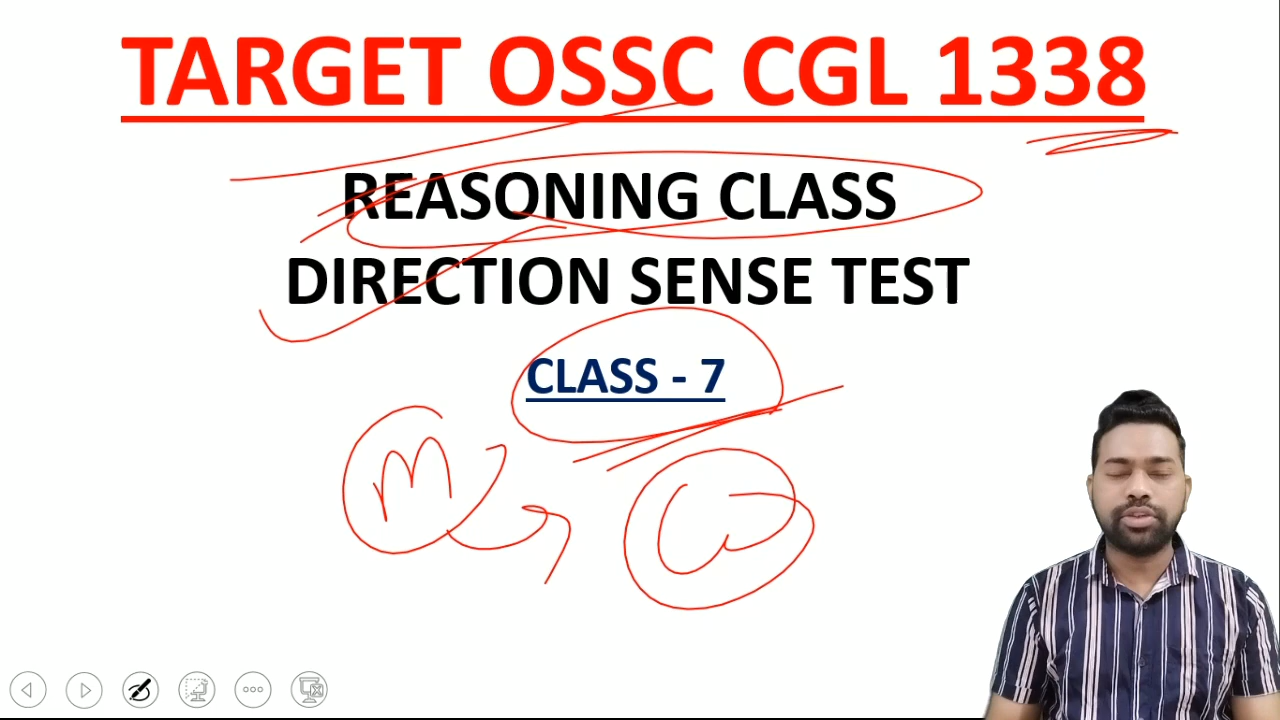 TARGET OSSC CGL 1338
REASONING CLASS
DIRECTION SENSE TEST
CLASS - 7
M